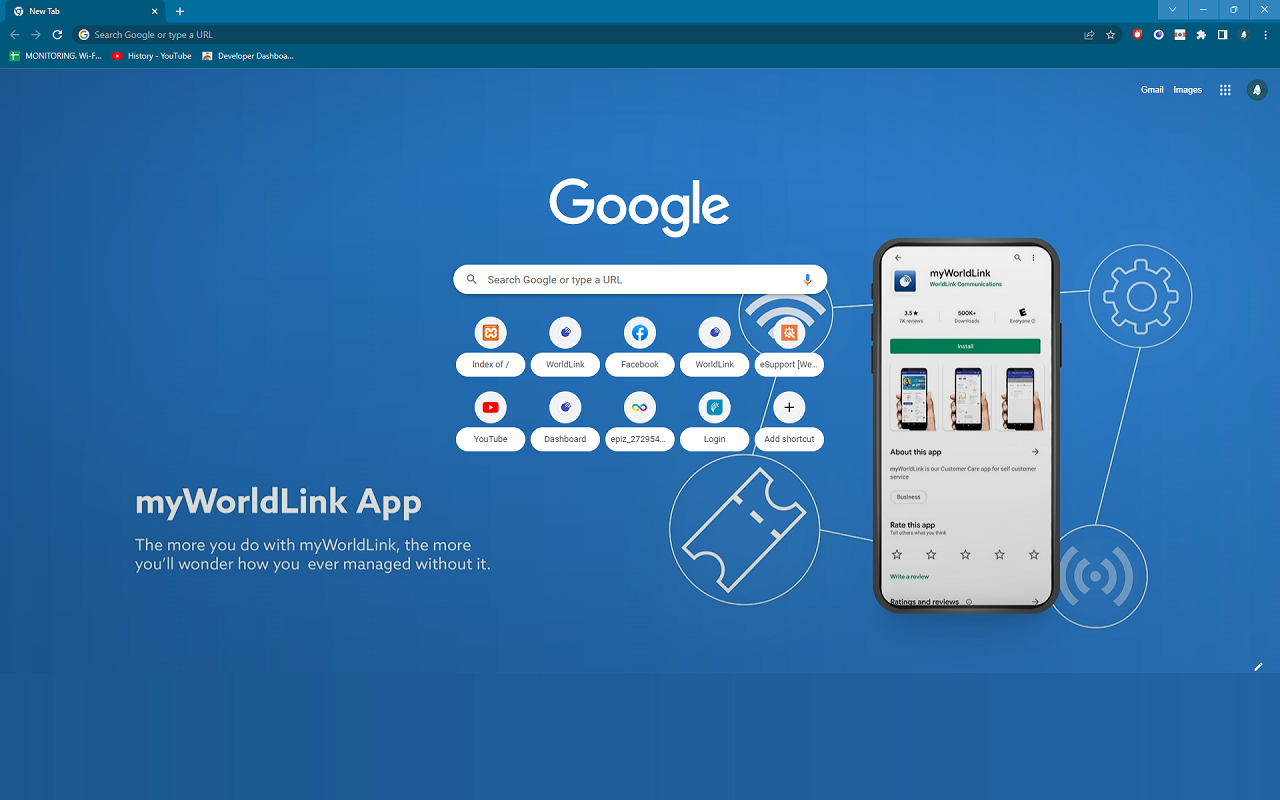 New Tab
Search Google or type a URL
MONITORING. Wi-F...
History - YouTube
Developer Dashboa...
Gmail
Images
Google
Search Google or type a URL
Index of /
WorldLink
Facebook
WorldLink
eSupport [We...
YouTube
Dashboard
epiz_272954...
Login
Add shortcut
myWorldLink App
The more you do with myWorldLink, the more
you'll wonder how you ever managed without it.
myWorldLink
WorldLink Communications
3.5★
7K reviews
500K+
Downloads
E
Everyone
Install
About this app
myWorldLink is our Customer Care app for self customer
service
Business
Rate this app
Tell others what you think
Write a review
Ratings and reviews